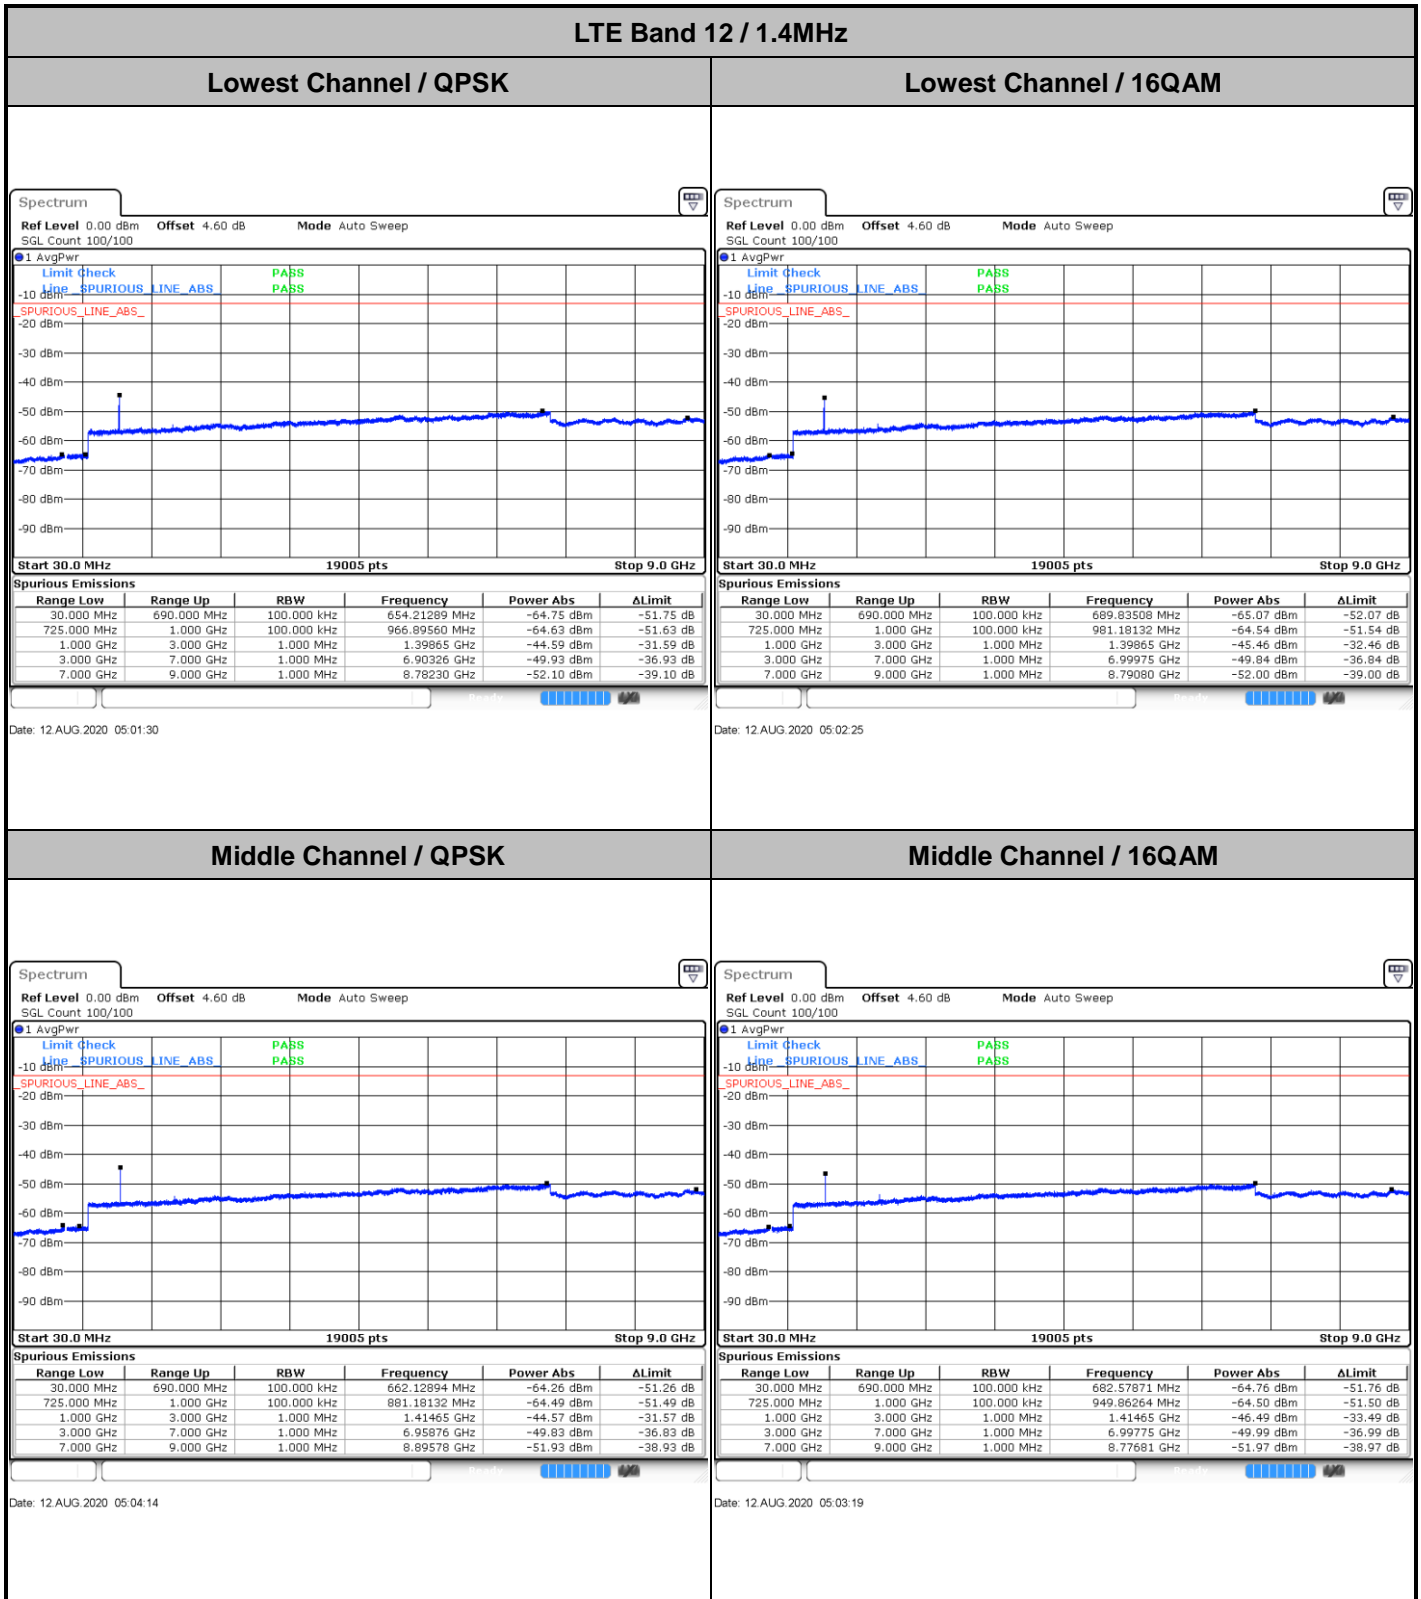 LTE Band 12 / 1.4MHz
Lowest Channel / QPSK
Lowest Channel / 16QAM
Spectrum
Ref Level 0.00 dBm Offset 4.60 dB Mode Auto Sweep
SGL Count 100/100
1 AvgPwr
Limit Check PASS
Line _SPURIOUS_LINE_ABS_ PASS
-10 dBm
_SPURIOUS_LINE_ABS_
-20 dBm
-30 dBm
-40 dBm
-50 dBm
-60 dBm
-70 dBm
-80 dBm
-90 dBm
Start 30.0 MHz 19005 pts Stop 9.0 GHz
Spurious Emissions
Range Low Range Up RBW Frequency Power Abs ΔLimit
30.000 MHz 690.000 MHz 100.000 kHz 654.21289 MHz -64.75 dBm -51.75 dB
725.000 MHz 1.000 GHz 100.000 kHz 966.89560 MHz -64.63 dBm -51.63 dB
1.000 GHz 3.000 GHz 1.000 MHz 1.39865 GHz -44.59 dBm -31.59 dB
3.000 GHz 7.000 GHz 1.000 MHz 6.90326 GHz -49.93 dBm -36.93 dB
7.000 GHz 9.000 GHz 1.000 MHz 8.78230 GHz -52.10 dBm -39.10 dB
Date: 12.AUG.2020 05:01:30
Spectrum
Ref Level 0.00 dBm Offset 4.60 dB Mode Auto Sweep
SGL Count 100/100
1 AvgPwr
Limit Check PASS
Line _SPURIOUS_LINE_ABS_ PASS
-10 dBm
_SPURIOUS_LINE_ABS_
-20 dBm
-30 dBm
-40 dBm
-50 dBm
-60 dBm
-70 dBm
-80 dBm
-90 dBm
Start 30.0 MHz 19005 pts Stop 9.0 GHz
Spurious Emissions
Range Low Range Up RBW Frequency Power Abs ΔLimit
30.000 MHz 690.000 MHz 100.000 kHz 689.83508 MHz -65.07 dBm -52.07 dB
725.000 MHz 1.000 GHz 100.000 kHz 981.18132 MHz -64.54 dBm -51.54 dB
1.000 GHz 3.000 GHz 1.000 MHz 1.39865 GHz -45.46 dBm -32.46 dB
3.000 GHz 7.000 GHz 1.000 MHz 6.99975 GHz -49.84 dBm -36.84 dB
7.000 GHz 9.000 GHz 1.000 MHz 8.79080 GHz -52.00 dBm -39.00 dB
Date: 12.AUG.2020 05:02:25
Middle Channel / QPSK
Middle Channel / 16QAM
Spectrum
Ref Level 0.00 dBm Offset 4.60 dB Mode Auto Sweep
SGL Count 100/100
1 AvgPwr
Limit Check PASS
Line _SPURIOUS_LINE_ABS_ PASS
-10 dBm
_SPURIOUS_LINE_ABS_
-20 dBm
-30 dBm
-40 dBm
-50 dBm
-60 dBm
-70 dBm
-80 dBm
-90 dBm
Start 30.0 MHz 19005 pts Stop 9.0 GHz
Spurious Emissions
Range Low Range Up RBW Frequency Power Abs ΔLimit
30.000 MHz 690.000 MHz 100.000 kHz 662.12894 MHz -64.26 dBm -51.26 dB
725.000 MHz 1.000 GHz 100.000 kHz 881.18132 MHz -64.49 dBm -51.49 dB
1.000 GHz 3.000 GHz 1.000 MHz 1.41465 GHz -44.57 dBm -31.57 dB
3.000 GHz 7.000 GHz 1.000 MHz 6.95876 GHz -49.83 dBm -36.83 dB
7.000 GHz 9.000 GHz 1.000 MHz 8.89578 GHz -51.93 dBm -38.93 dB
Date: 12.AUG.2020 05:04:14
Spectrum
Ref Level 0.00 dBm Offset 4.60 dB Mode Auto Sweep
SGL Count 100/100
1 AvgPwr
Limit Check PASS
Line _SPURIOUS_LINE_ABS_ PASS
-10 dBm
_SPURIOUS_LINE_ABS_
-20 dBm
-30 dBm
-40 dBm
-50 dBm
-60 dBm
-70 dBm
-80 dBm
-90 dBm
Start 30.0 MHz 19005 pts Stop 9.0 GHz
Spurious Emissions
Range Low Range Up RBW Frequency Power Abs ΔLimit
30.000 MHz 690.000 MHz 100.000 kHz 682.57871 MHz -64.76 dBm -51.76 dB
725.000 MHz 1.000 GHz 100.000 kHz 949.86264 MHz -64.50 dBm -51.50 dB
1.000 GHz 3.000 GHz 1.000 MHz 1.41465 GHz -46.49 dBm -33.49 dB
3.000 GHz 7.000 GHz 1.000 MHz 6.99775 GHz -49.99 dBm -36.99 dB
7.000 GHz 9.000 GHz 1.000 MHz 8.77681 GHz -51.97 dBm -38.97 dB
Date: 12.AUG.2020 05:03:19